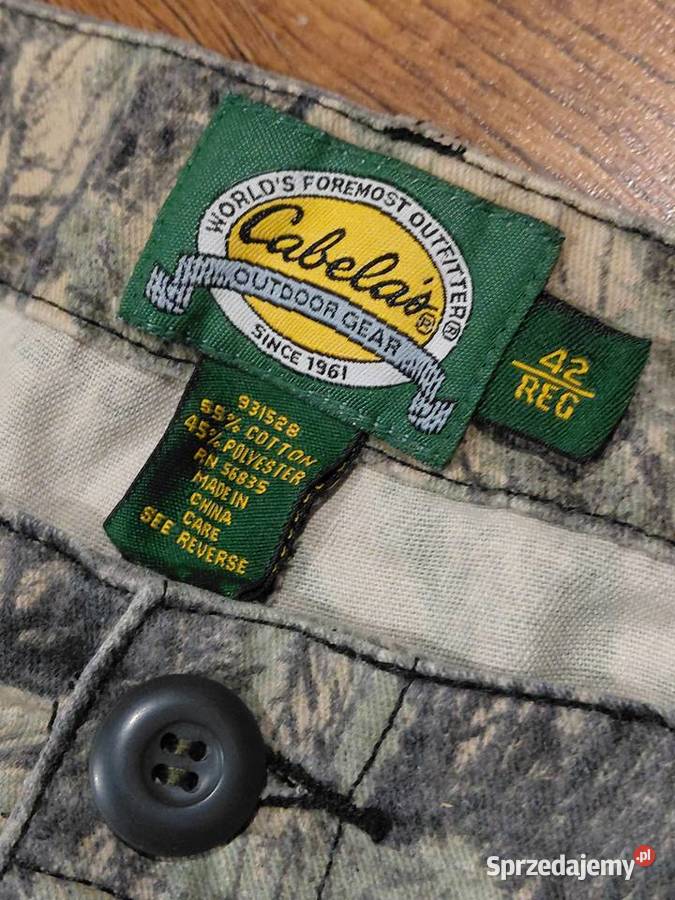 WORLD'S FOREMOST OUTFITTER®
Cabela's®
OUTDOOR GEAR
SINCE 1961
42
REG
931528
55% COTTON
45% POLYESTER
RN 56835
MADE IN
CHINA
CARE
SEE REVERSE
Sprzedajemy.pl